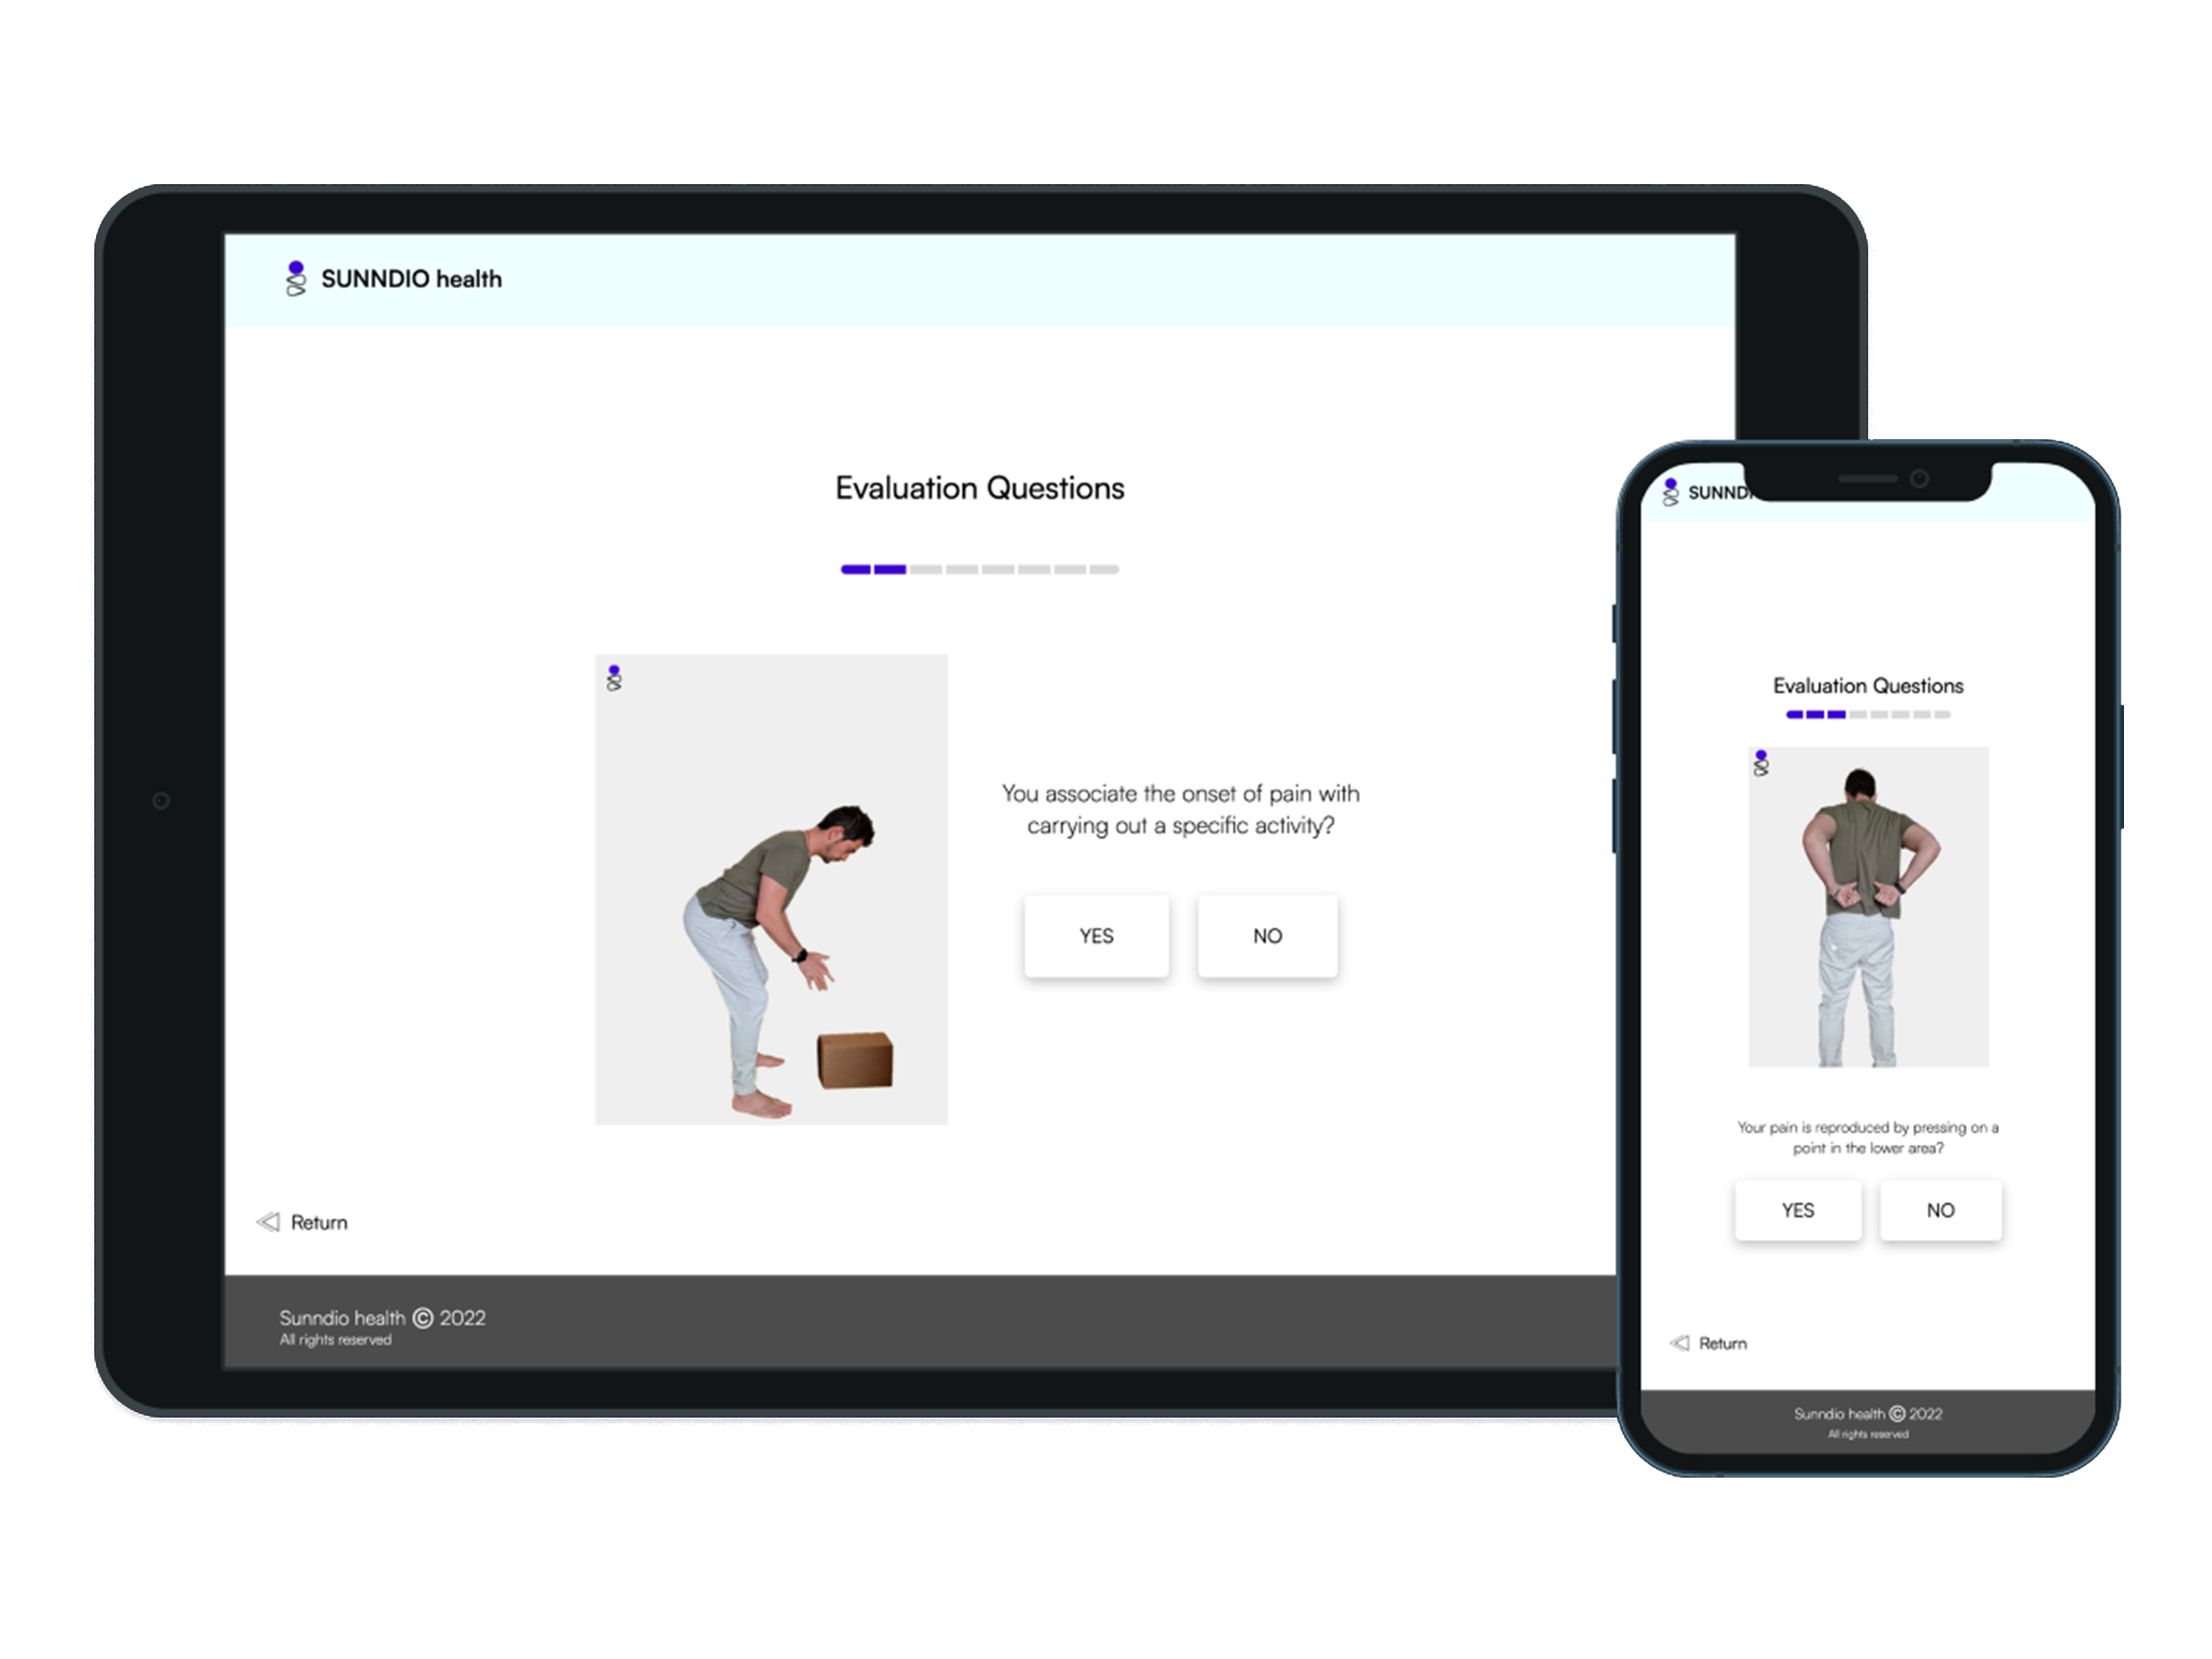 SUNNDIO health
Evaluation Questions
You associate the onset of pain with
carrying out a specific activity?
YES
NO
Return
Sunndio health © 2022
All rights reserved
Evaluation Questions
Your pain is reproduced by pressing on a
point in the lower area?
YES
NO
Return
Sunndio health © 2022
All rights reserved